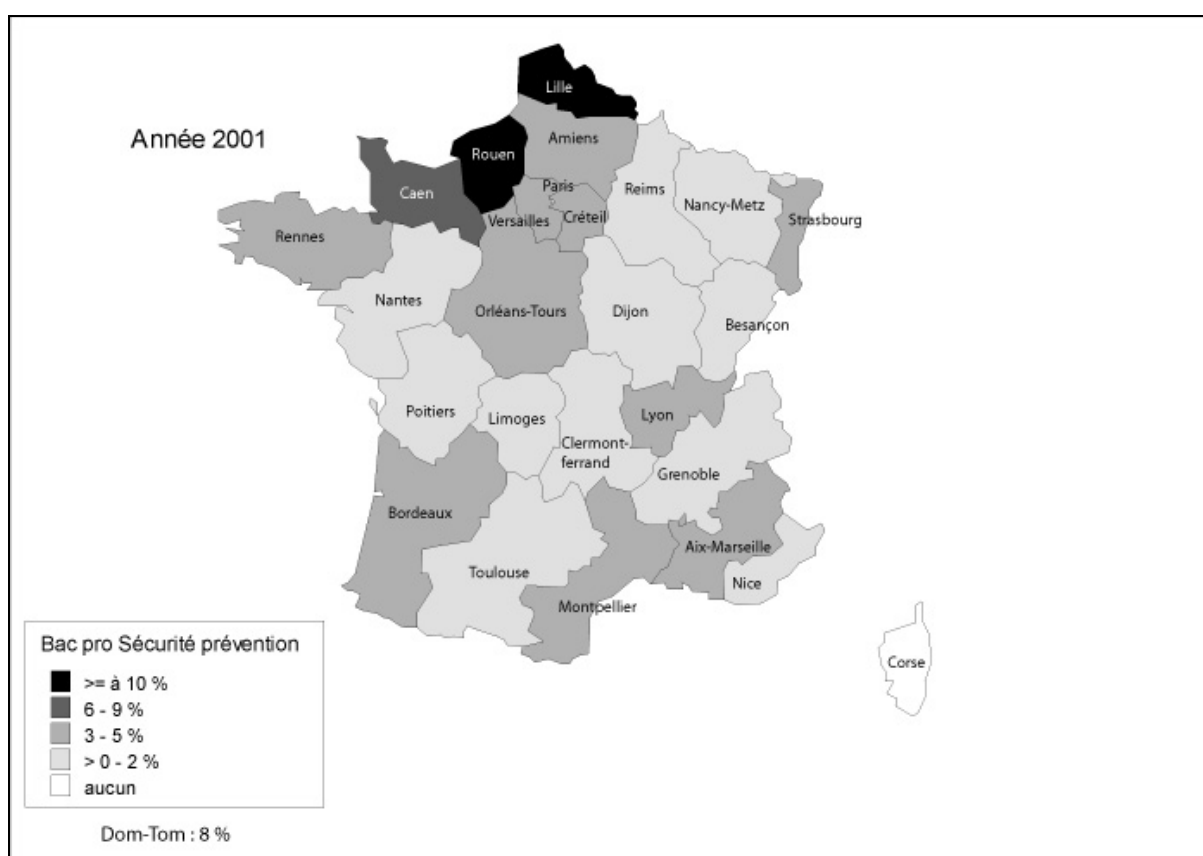 Lille
Année 2001
Amiens
Rouen
Paris
Reims
Caen
Nancy-Metz
Versailles
Créteil
Strasbourg
Rennes
Nantes
Orléans-Tours
Dijon
Besançon
Poitiers
Limoges
Lyon
Clermont-
ferrand
Grenoble
Bordeaux
Aix-Marseille
Toulouse
Nice
Montpellier
Corse
Bac pro Sécurité prévention
>= à 10 %
6 - 9 %
3 - 5 %
> 0 - 2 %
aucun
Dom-Tom : 8 %